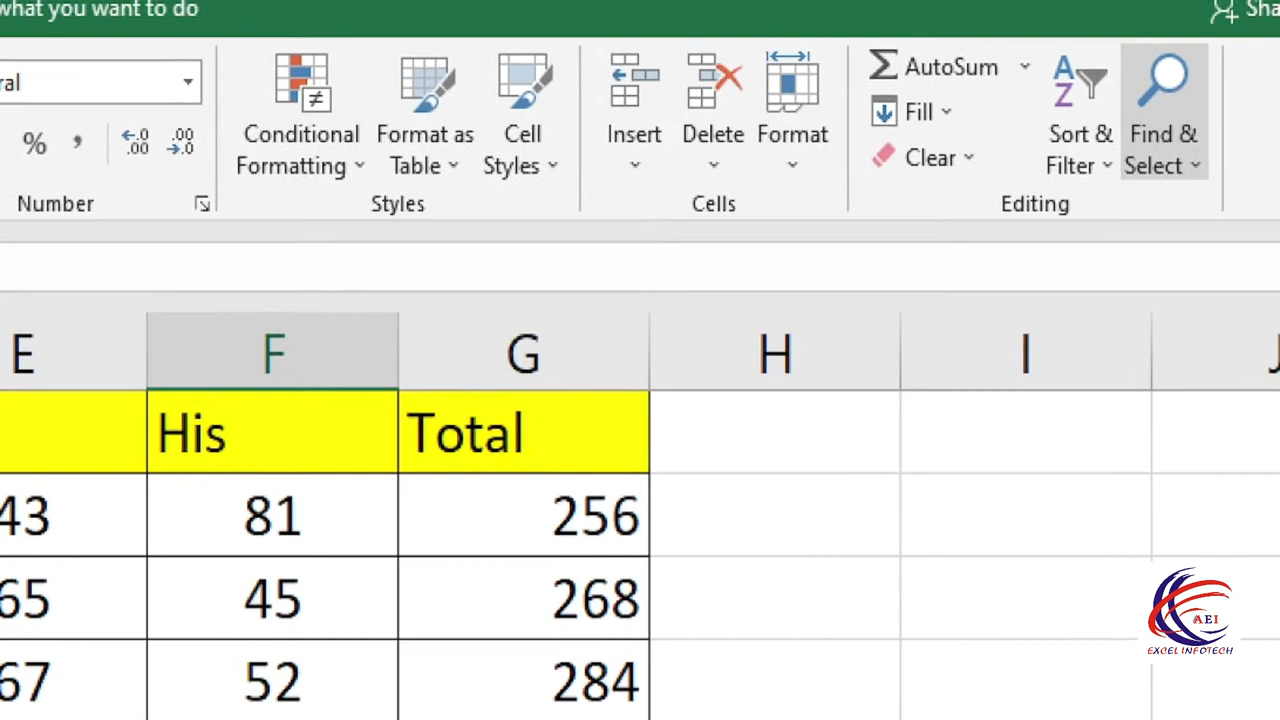 what you want to do
Sha
ral
%
,
Conditional
Formatting
Format as
Table
Cell
Styles
Insert
Delete
Format
AutoSum
Fill
Clear
Sort &
Filter
Find &
Select
Number
Styles
Cells
Editing
E F G H I J
His Total
43 81 256
65 45 268
67 52 284
AEI
EXCEL INFOTECH